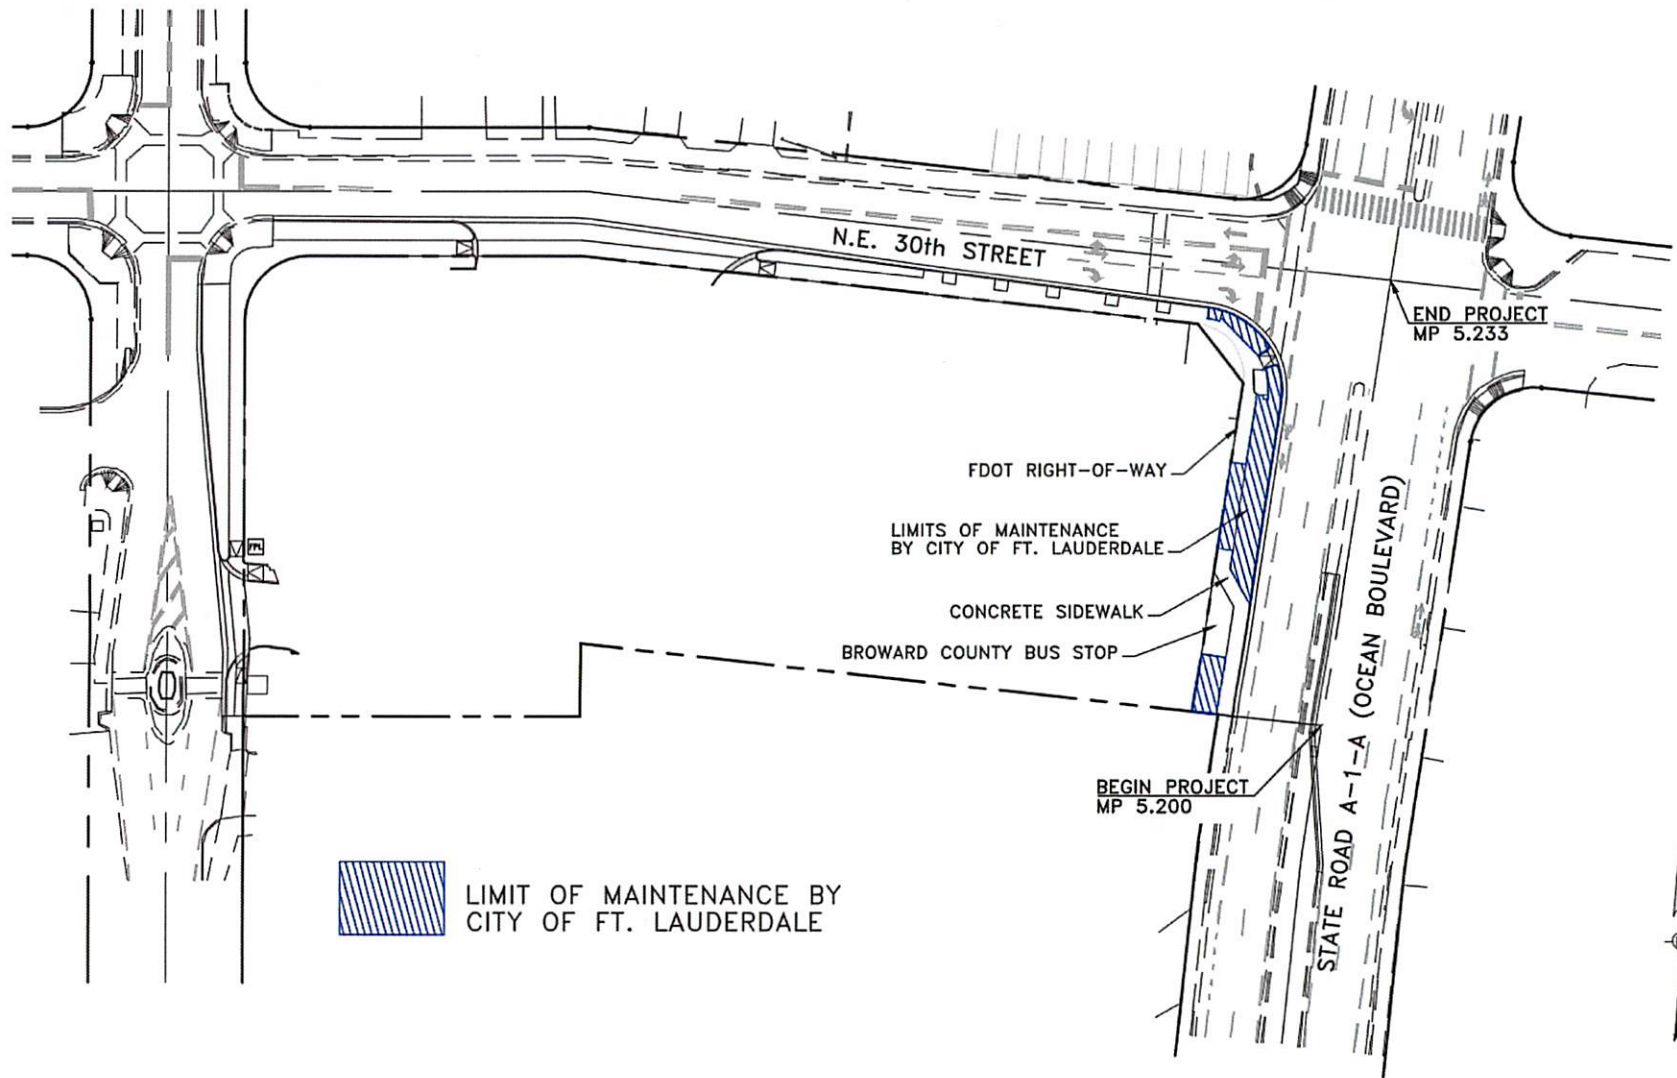 N.E. 30th STREET
END PROJECT
MP 5.233
FDOT RIGHT-OF-WAY
LIMITS OF MAINTENANCE
BY CITY OF FT. LAUDERDALE
CONCRETE SIDEWALK
BROWARD COUNTY BUS STOP
BEGIN PROJECT
MP 5.200
STATE ROAD A-1-A (OCEAN BOULEVARD)
LIMIT OF MAINTENANCE BY
CITY OF FT. LAUDERDALE